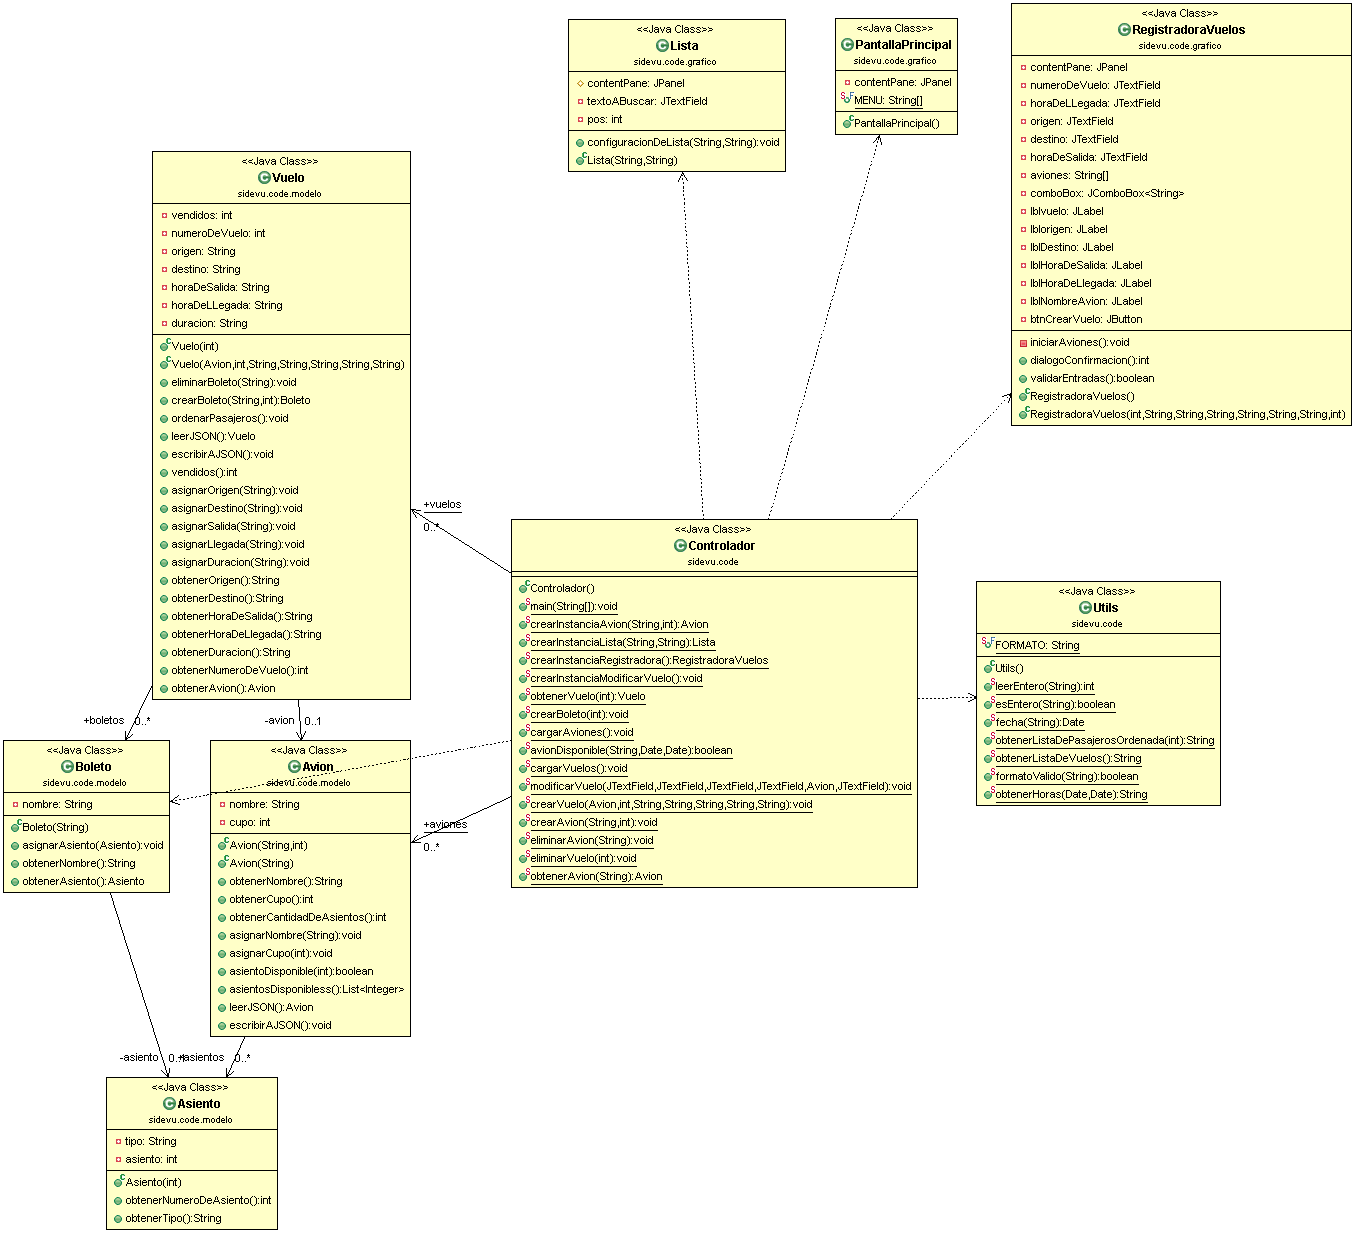 <<Java Class>>
Lista
sidevu.code.grafico
contentPane: JPanel
textoABuscar: JTextField
pos: int
configuracionDeLista(String,String):void
Lista(String,String)
<<Java Class>>
PantallaPrincipal
sidevu.code.grafico
contentPane: JPanel
MENU: String[]
PantallaPrincipal()
<<Java Class>>
RegistradoraVuelos
sidevu.code.grafico
contentPane: JPanel
numeroDeVuelo: JTextField
horaDeLLegada: JTextField
origen: JTextField
destino: JTextField
horaDeSalida: JTextField
aviones: String[]
comboBox: JComboBox<String>
lblvuelo: JLabel
lblorigen: JLabel
lblDestino: JLabel
lblHoraDeSalida: JLabel
lblHoraDeLlegada: JLabel
lblNombreAvion: JLabel
btnCrearVuelo: JButton
iniciarAviones():void
dialogoConfirmacion():int
validarEntradas():boolean
RegistradoraVuelos()
RegistradoraVuelos(int,String,String,String,String,String,String,int)
<<Java Class>>
Vuelo
sidevu.code.modelo
vendidos: int
numeroDeVuelo: int
origen: String
destino: String
horaDeSalida: String
horaDeLLegada: String
duracion: String
Vuelo(int)
Vuelo(Avion,int,String,String,String,String,String)
eliminarBoleto(String):void
crearBoleto(String,int):Boleto
ordenarPasajeros():void
leerJSON():Vuelo
escribirAJSON():void
vendidos():int
asignarOrigen(String):void
asignarDestino(String):void
asignarSalida(String):void
asignarLlegada(String):void
asignarDuracion(String):void
obtenerOrigen():String
obtenerDestino():String
obtenerHoraDeSalida():String
obtenerHoraDeLLegada():String
obtenerDuracion():String
obtenerNumeroDeVuelo():int
obtenerAvion():Avion
+vuelos
0..*
<<Java Class>>
Controlador
sidevu.code
Controlador()
main(String[]):void
crearInstanciaAvion(String,int):Avion
crearInstanciaLista(String,String):Lista
crearInstanciaRegistradora():RegistradoraVuelos
crearInstanciaModificarVuelo():void
obtenerVuelo(int):Vuelo
crearBoleto(int):void
cargarAviones():void
avionDisponible(String,Date,Date):boolean
cargarVuelos():void
modificarVuelo(JTextField,JTextField,JTextField,JTextField,Avion,JTextField):void
crearVuelo(Avion,int,String,String,String,String,String):void
crearAvion(String,int):void
eliminarAvion(String):void
eliminarVuelo(int):void
obtenerAvion(String):Avion
<<Java Class>>
Utils
sidevu.code
FORMATO: String
Utils()
leerEntero(String):int
esEntero(String):boolean
fecha(String):Date
obtenerListaDePasajerosOrdenada(int):String
obtenerListaDeVuelos():String
formatoValido(String):boolean
obtenerHoras(Date,Date):String
+boletos 0..*
-avion 0..1
<<Java Class>>
Boleto
sidevu.code.modelo
nombre: String
Boleto(String)
asignarAsiento(Asiento):void
obtenerNombre():String
obtenerAsiento():Asiento
<<Java Class>>
Avion
sidevu.code.modelo
nombre: String
cupo: int
Avion(String,int)
Avion(String)
obtenerNombre():String
obtenerCupo():int
obtenerCantidadDeAsientos():int
asignarNombre(String):void
asignarCupo(int):void
asientoDisponible(int):boolean
asientosDisponibless():List<Integer>
leerJSON():Avion
escribirAJSON():void
+aviones
0..*
-asiento 0..1
+asientos 0..*
<<Java Class>>
Asiento
sidevu.code.modelo
tipo: String
asiento: int
Asiento(int)
obtenerNumeroDeAsiento():int
obtenerTipo():String